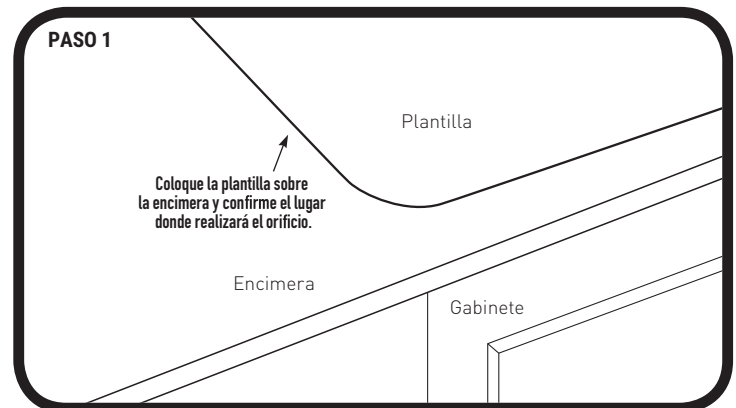 PASO 1
Plantilla
Coloque la plantilla sobre
la encimera y confirme el lugar
donde realizará el orificio.
Encimera
Gabinete